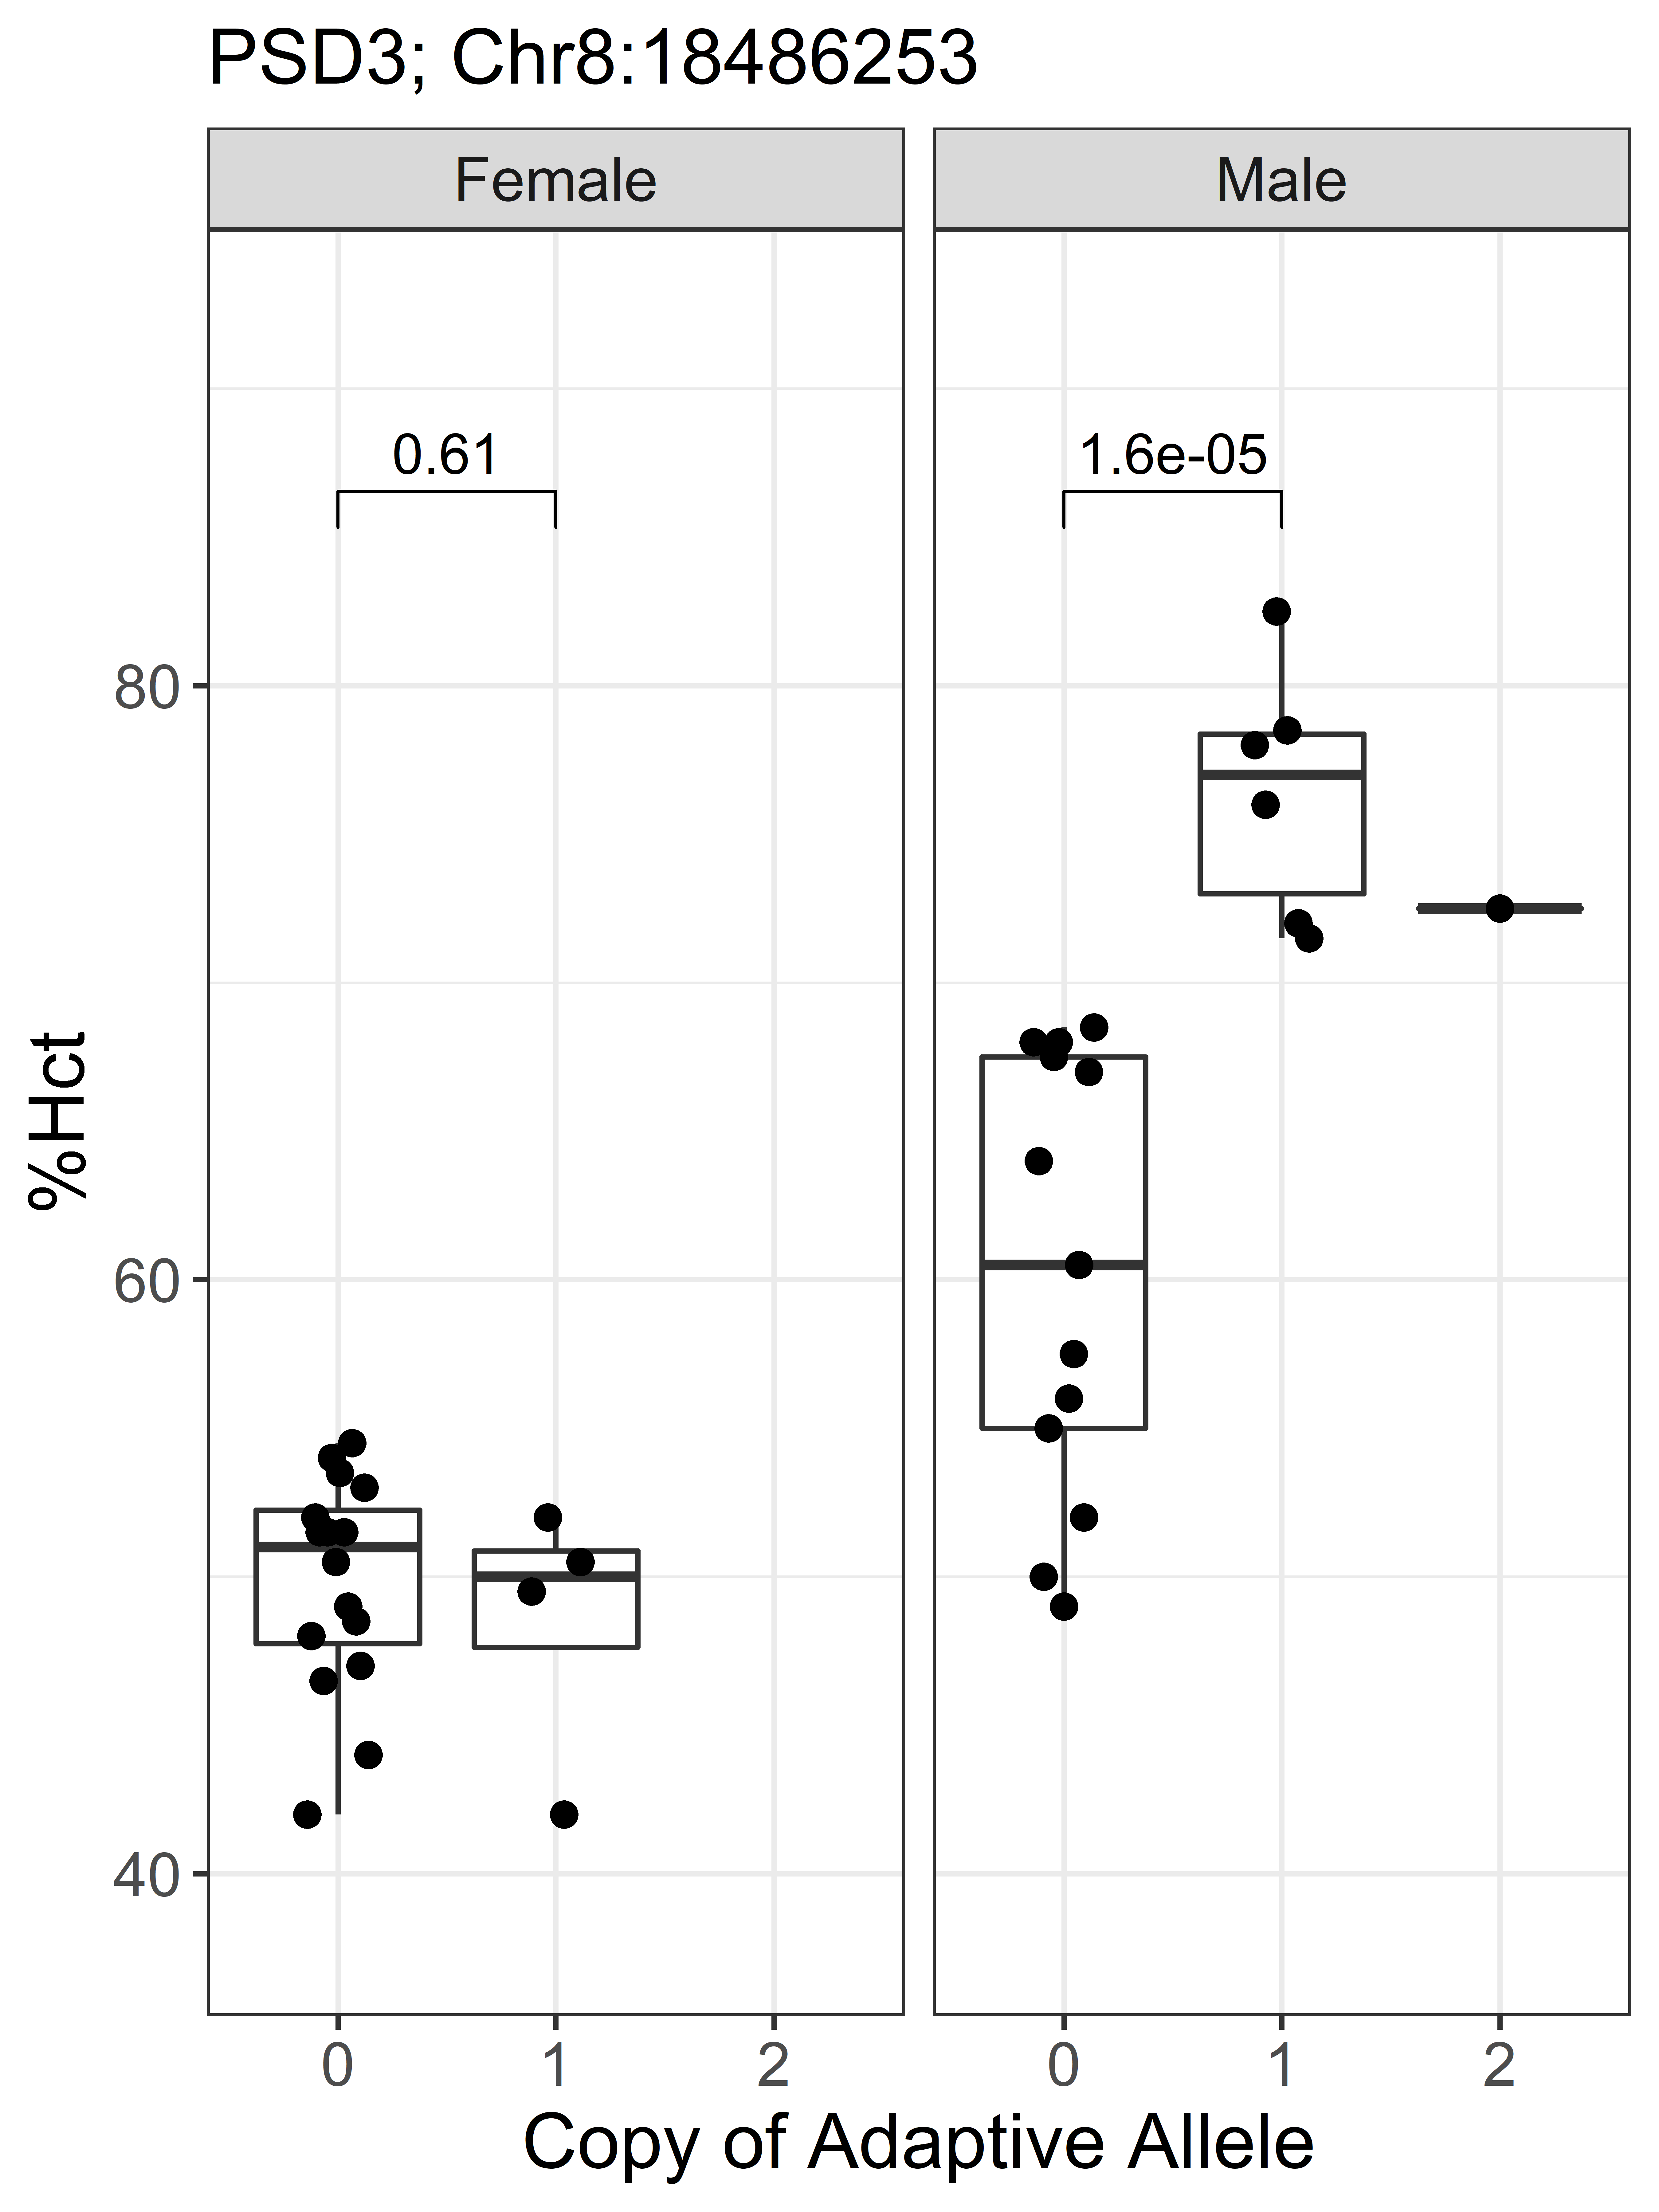 PSD3; Chr8:18486253
Female
Male
0.61
1.6e-05
80
60
40
%Hct
0 1 2
0 1 2
Copy of Adaptive Allele